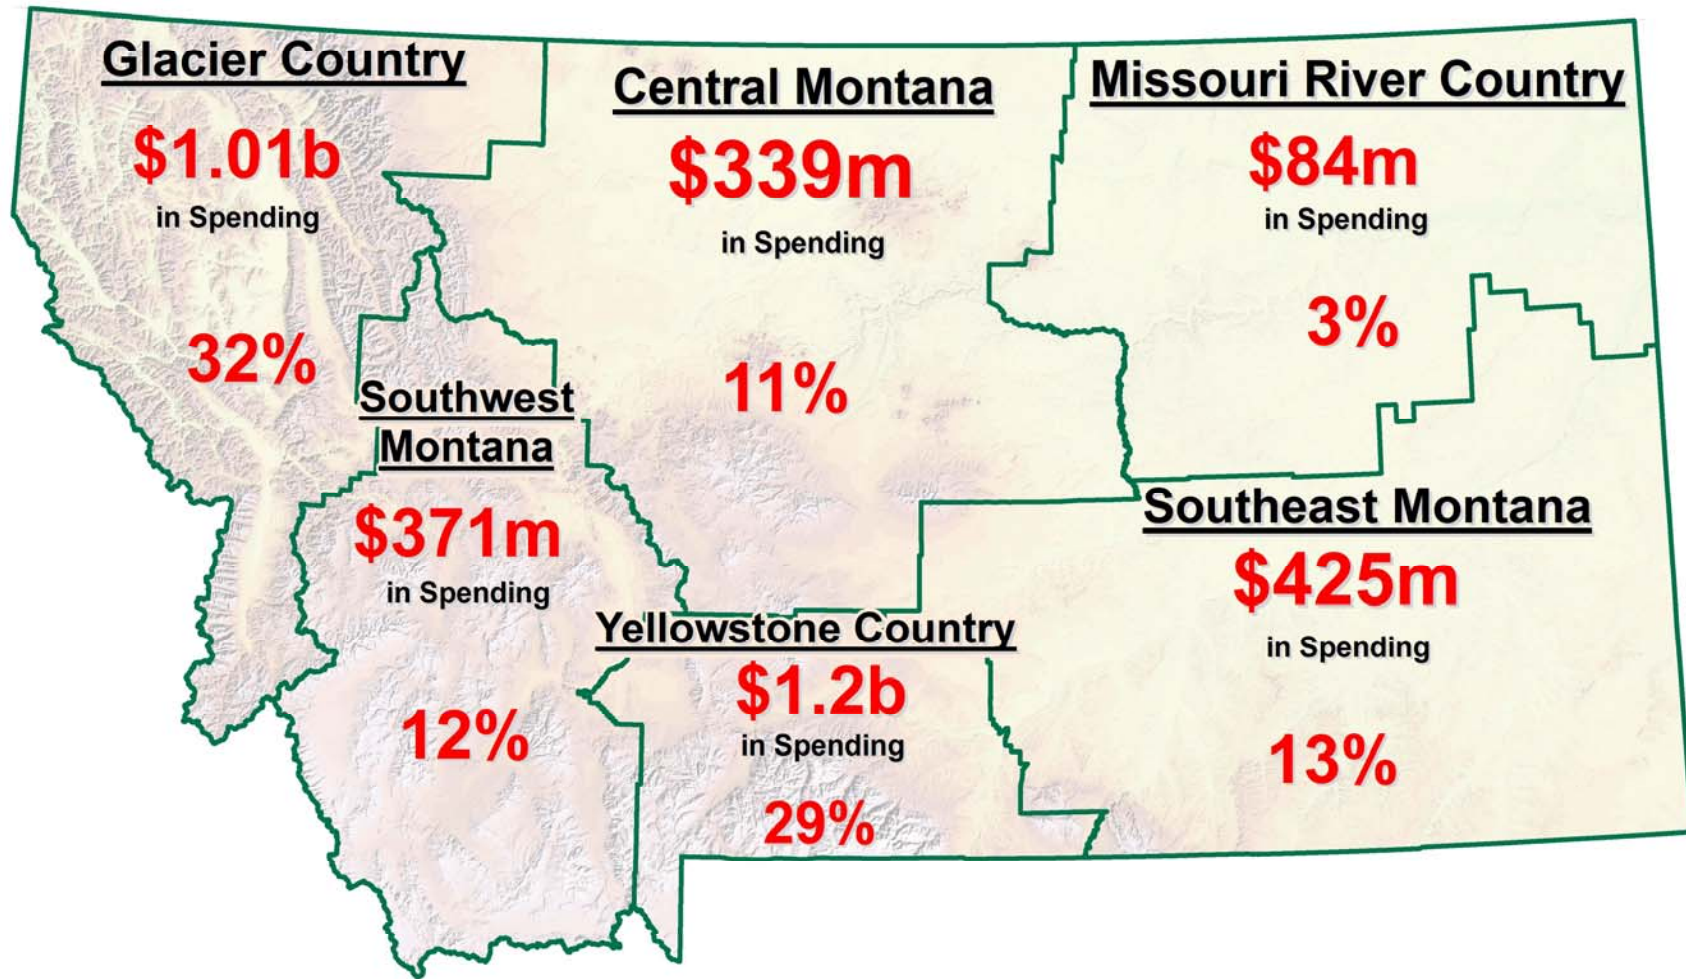 Glacier Country
$1.01b
in Spending
32%
Central Montana
$339m
in Spending
11%
Missouri River Country
$84m
in Spending
3%
Southwest
Montana
$371m
in Spending
12%
Yellowstone Country
$1.2b
in Spending
29%
Southeast Montana
$425m
in Spending
13%